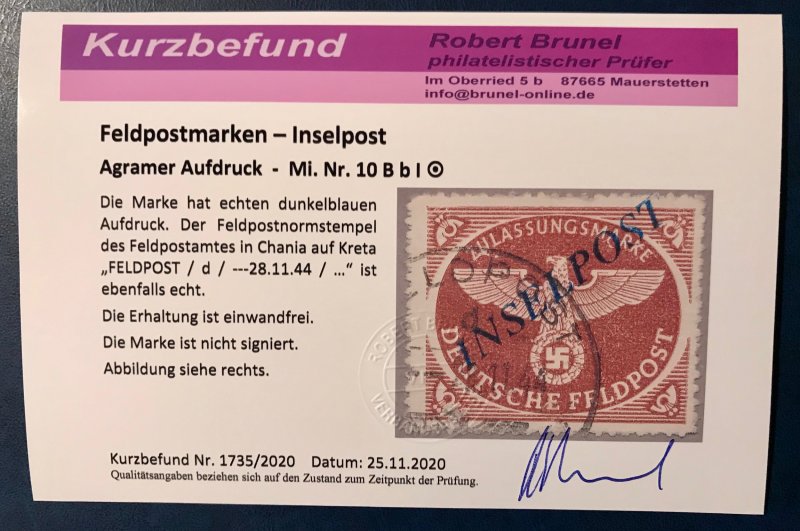 Kurzbefund
Robert Brunel
philatelistischer Prüfer
Im Oberried 5 b 87665 Mauerstetten
info@brunel-online.de
Feldpostmarken – Inselpost
Agramer Aufdruck - Mi. Nr. 10 B b I
Die Marke hat echten dunkelblauen
Aufdruck. Der Feldpostnormstempel
des Feldpostamtes in Chania auf Kreta
„FELDPOST / d / ---28.11.44 / ...“ ist
ebenfalls echt.
Die Erhaltung ist einwandfrei.
Die Marke ist nicht signiert.
Abbildung siehe rechts.
ZULASSUNGSMARKE
INSELPOST
DEUTSCHE FELDPOST
11.44
ROBERT
Kurzbefund Nr. 1735/2020 Datum: 25.11.2020
Qualitätsangaben beziehen sich auf den Zustand zum Zeitpunkt der Prüfung.